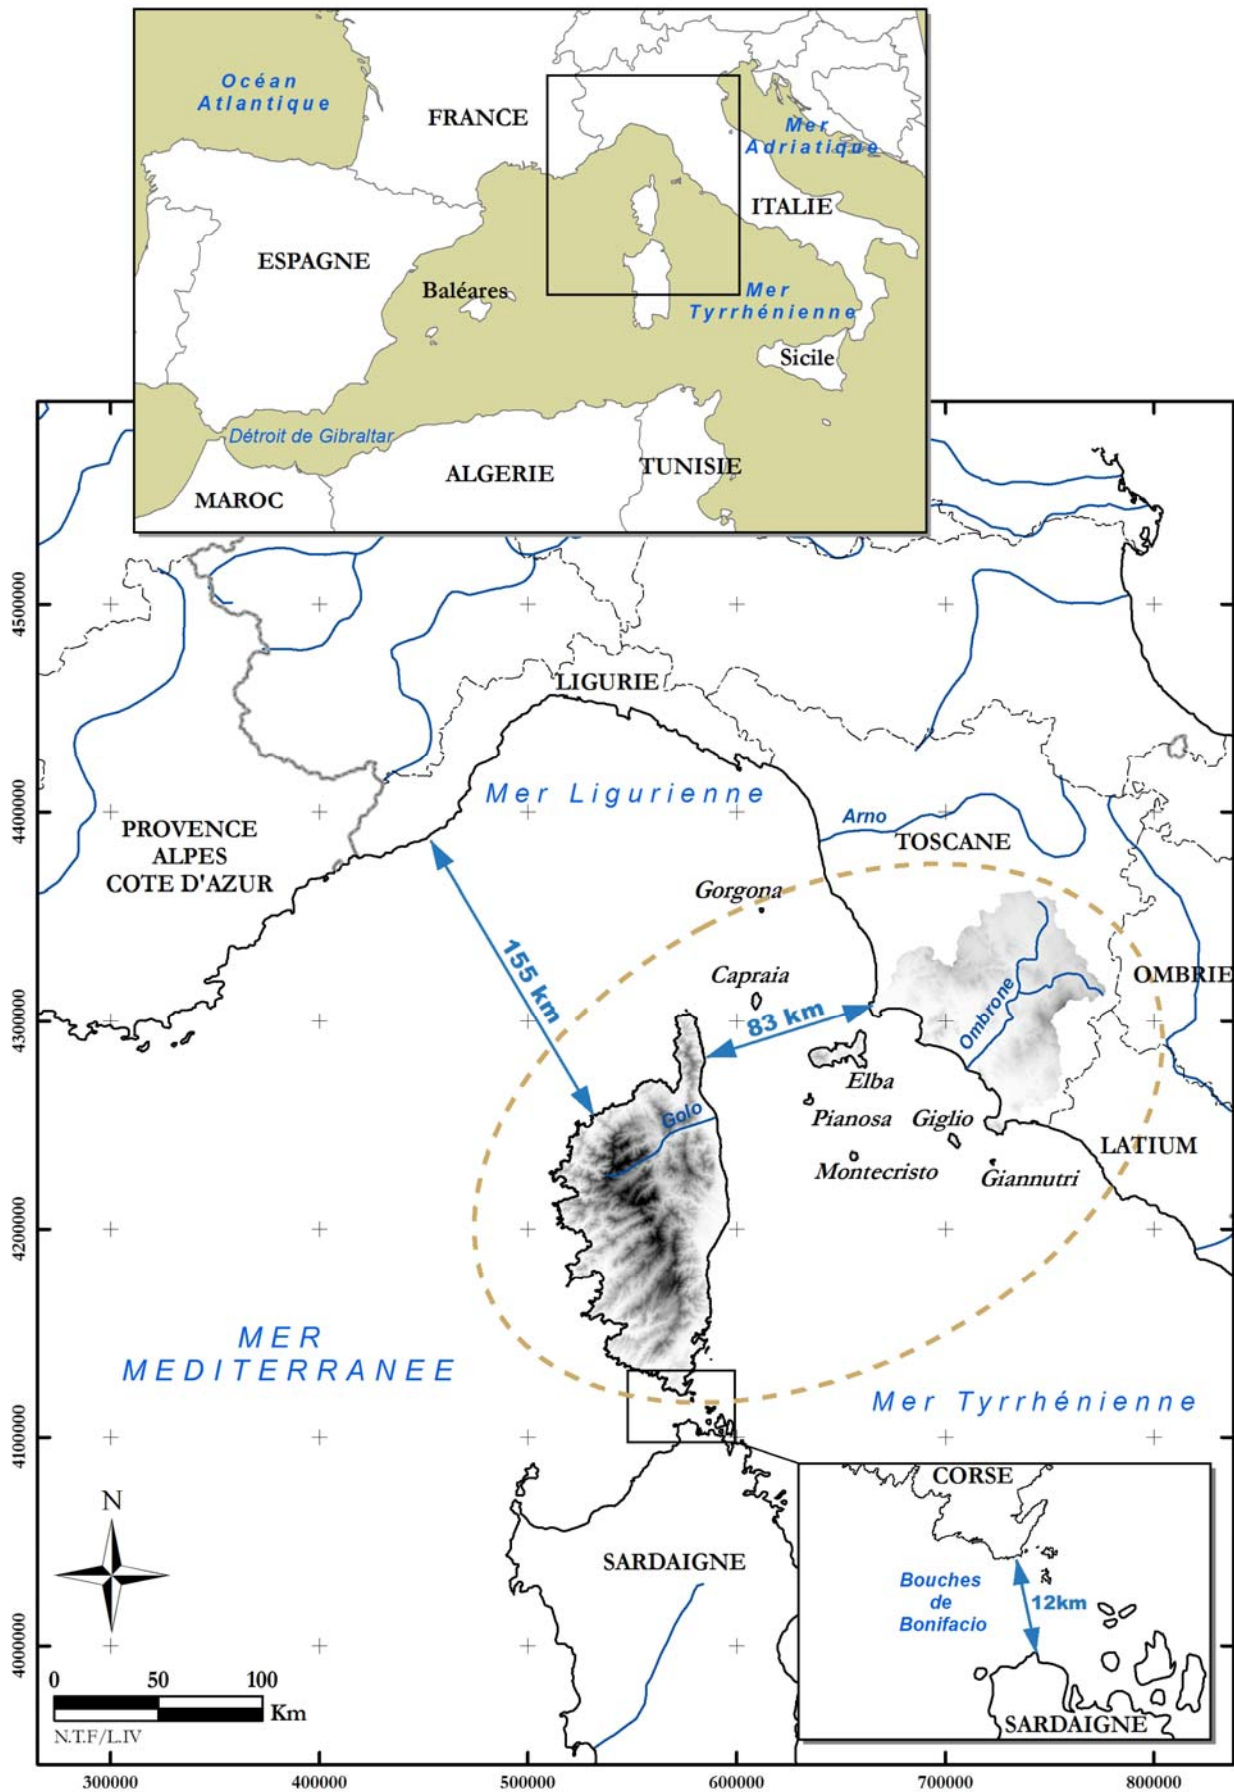 Océan
Atlantique
FRANCE
Mer
Adriatique
ITALIE
ESPAGNE
Baléares
Mer
Tyrrhénienne
Sicile
Détroit de Gibraltar
ALGERIE
TUNISIE
MAROC
4500000
4400000
4300000
4200000
4100000
4000000
LIGURIE
Mer Ligurienne
PROVENCE
ALPES
COTE D'AZUR
Arno
TOSCANE
Gorgona
155 km
Capraia
83 km
Ombrone
OMBRIE
Elba
Golo
Pianosa
Giglio
LATIUM
Montecristo
Giannutri
MER
MEDITERRANEE
Mer Tyrrhénienne
N
SARDAIGNE
CORSE
Bouches
de
Bonifacio
12km
SARDAIGNE
0 50 100
Km
N.T.F/L.IV
300000 400000 500000 600000 700000 800000